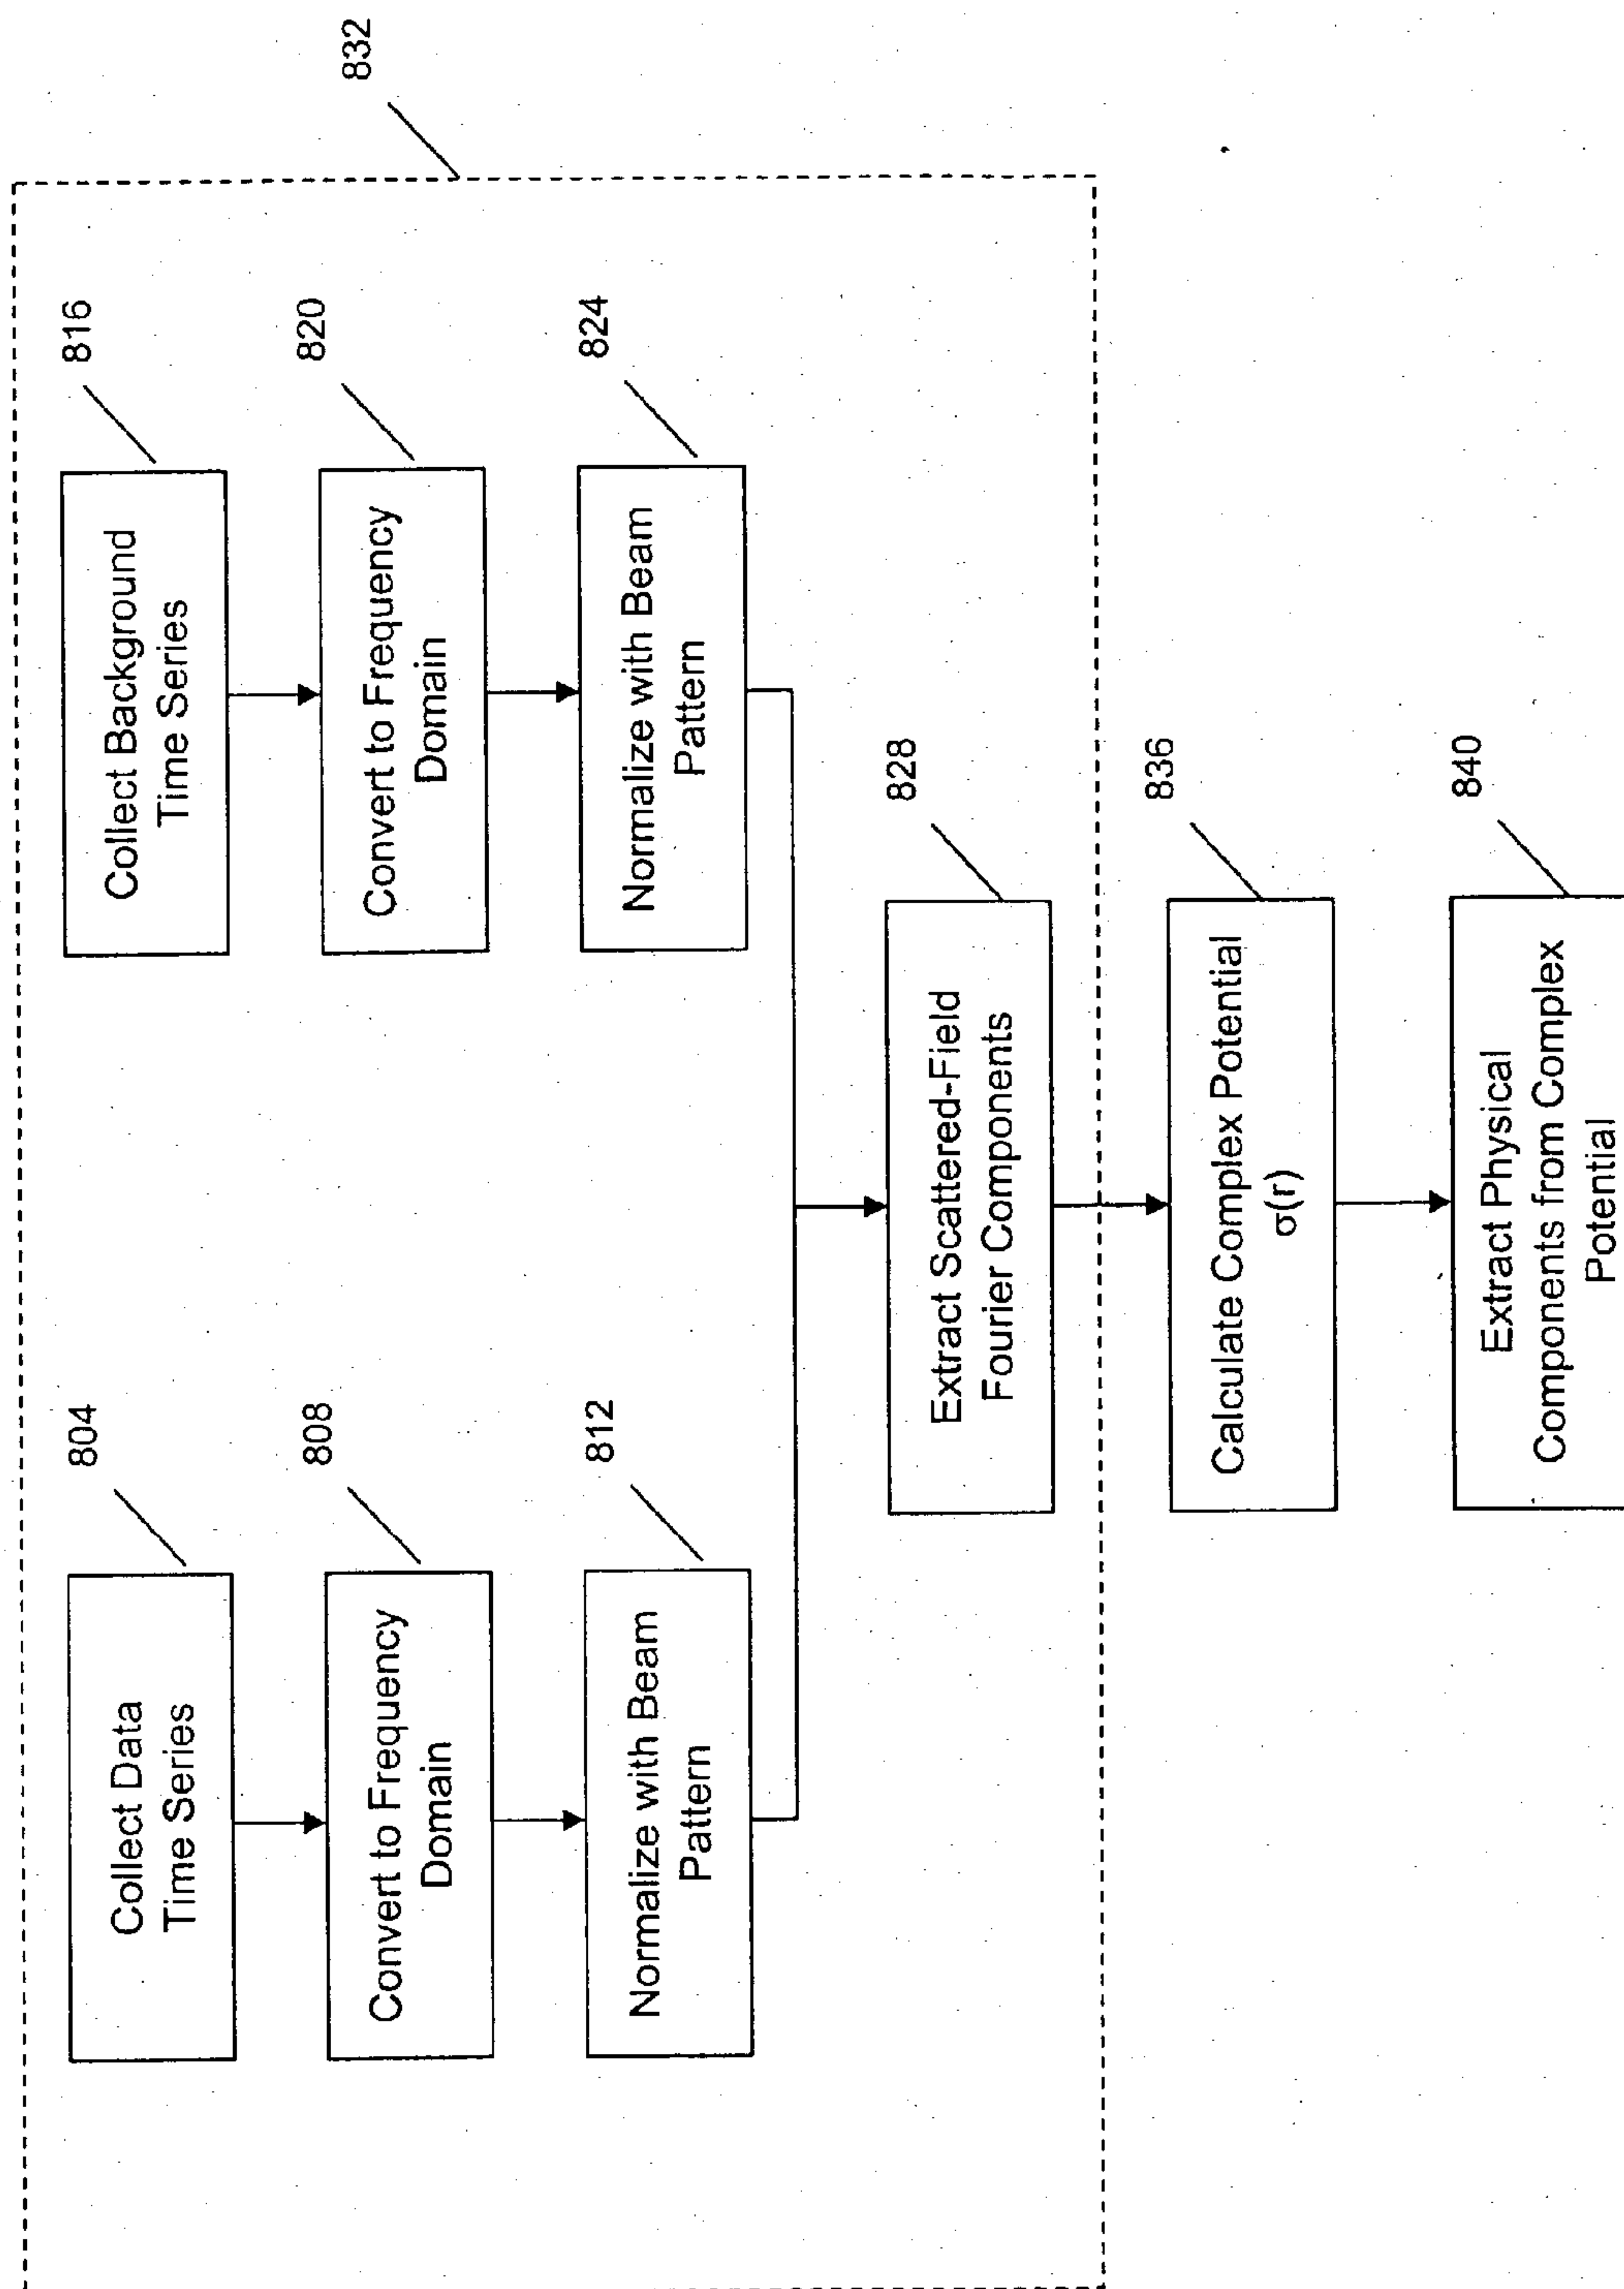 832
804
Collect Data
Time Series
808
Convert to Frequency
Domain
812
Normalize with Beam
Pattern
816
Collect Background
Time Series
820
Convert to Frequency
Domain
824
Normalize with Beam
Pattern
828
Extract Scattered-Field
Fourier Components
836
Calculate Complex Potential
σ(r)
840
Extract Physical
Components from Complex
Potential